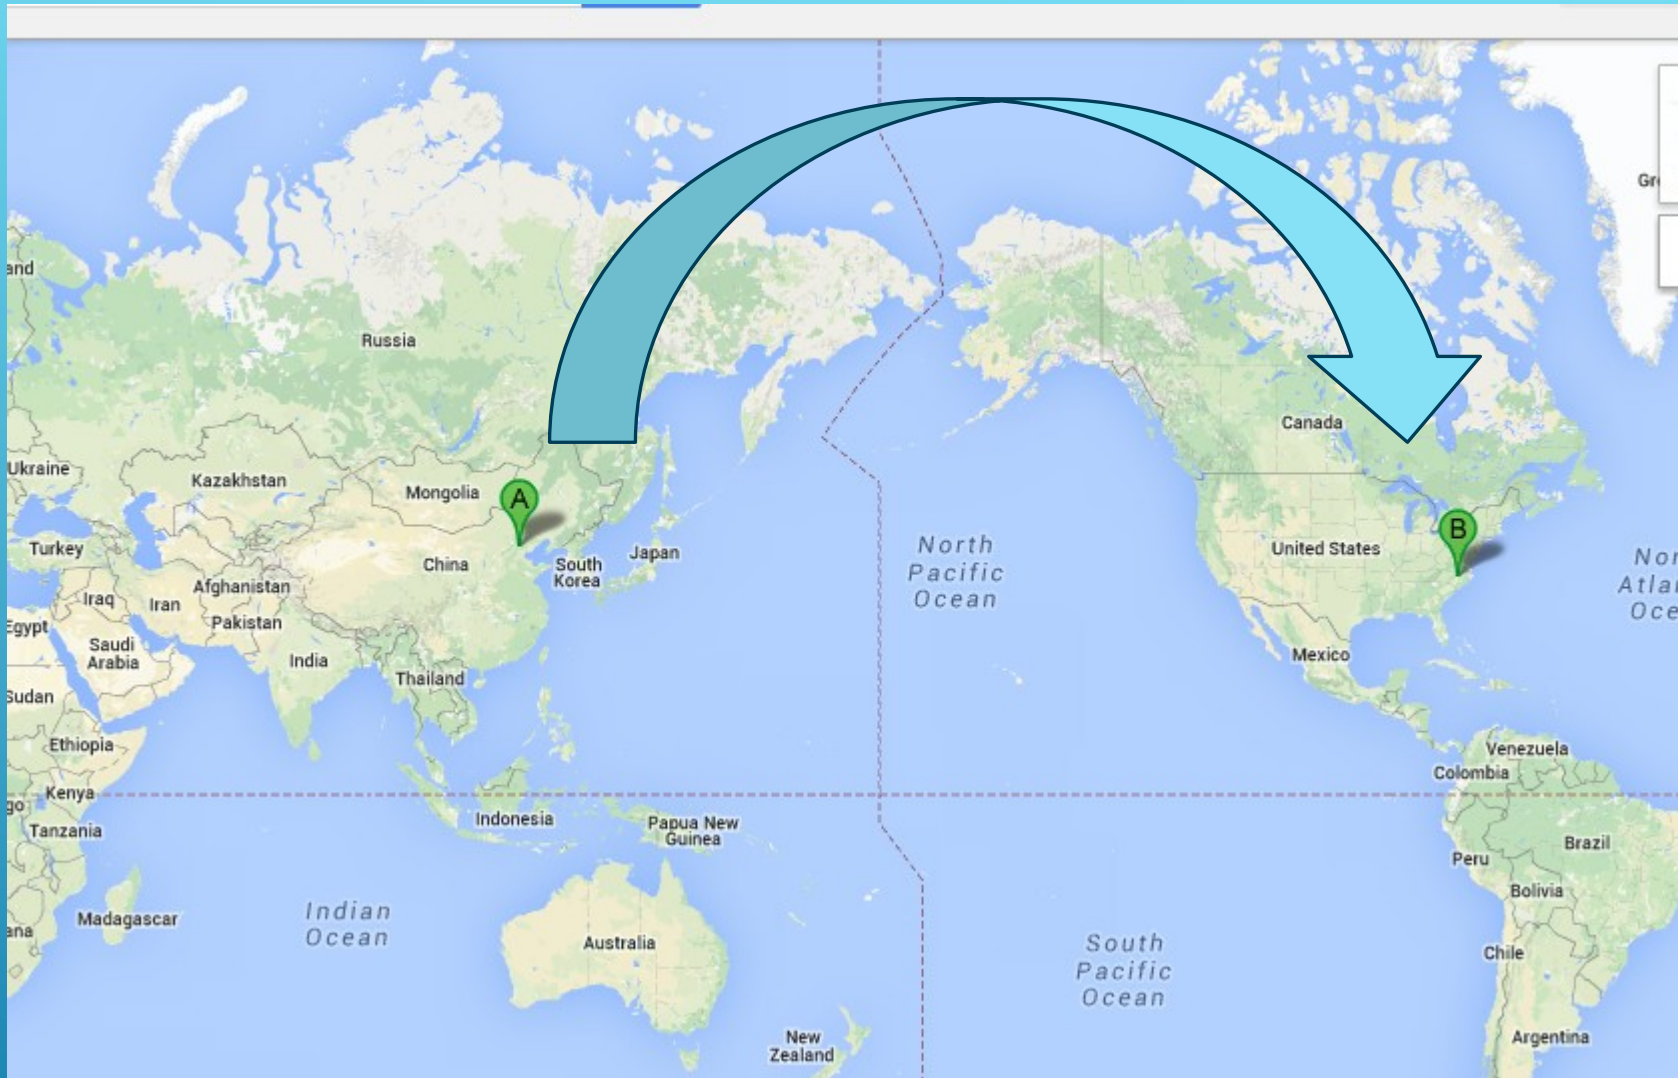 Gr
and
Russia
Canada
Ukraine
Kazakhstan
Mongolia
A
B
Turkey
China
South
Korea
Japan
North
Pacific
Ocean
United States
Nor
Atla
Oce
Afghanistan
Iraq
Iran
Pakistan
Egypt
Saudi
Arabia
India
Thailand
Mexico
Sudan
Ethiopia
Venezuela
Colombia
Kenya
go
Tanzania
Indonesia
Papua New
Guinea
Brazil
Peru
Bolivia
Madagascar
Indian
Ocean
ana
Australia
South
Pacific
Ocean
Chile
New
Zealand
Argentina